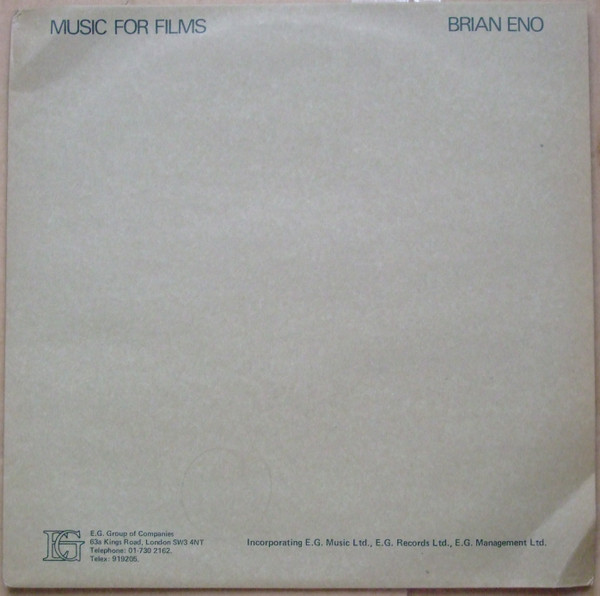 MUSIC FOR FILMS BRIAN ENO
EG
E.G. Group of Companies
63a Kings Road, London SW3 4NT
Telephone: 01-730 2162.
Telex: 919205.
Incorporating E.G. Music Ltd., E.G. Records Ltd., E.G. Management Ltd.